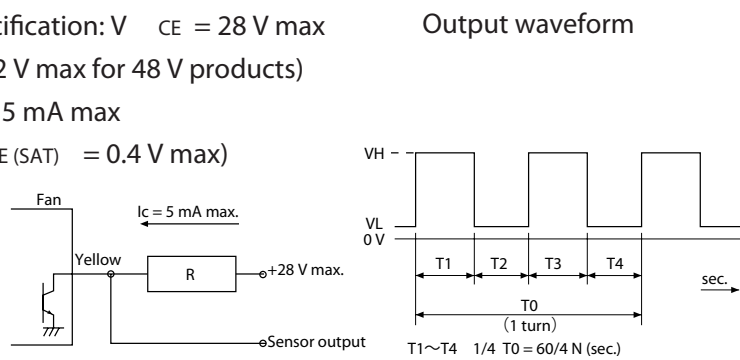 tification: V CE = 28 V max
2 V max for 48 V products)
5 mA max
E (SAT) = 0.4 V max)
Fan
Ic = 5 mA max.
Yellow
R
+28 V max.
Sensor output
Output waveform
VH
VL
0 V
T1 T2 T3 T4
sec.
T0
(1 turn)
T1～T4 1/4 T0 = 60/4 N (sec.)